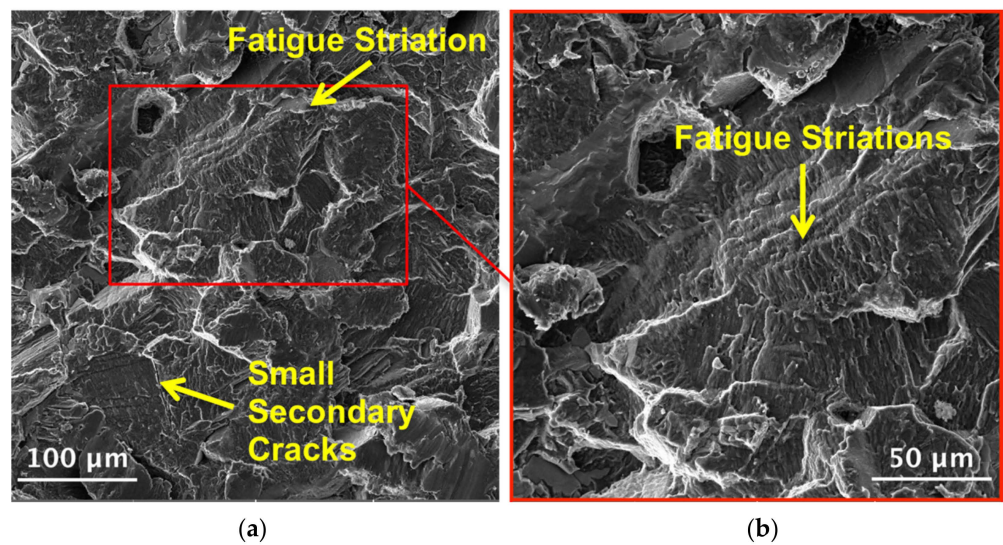 Fatigue Striation
Small
Secondary
Cracks
100 µm
(a)
Fatigue Striations
50 µm
(b)